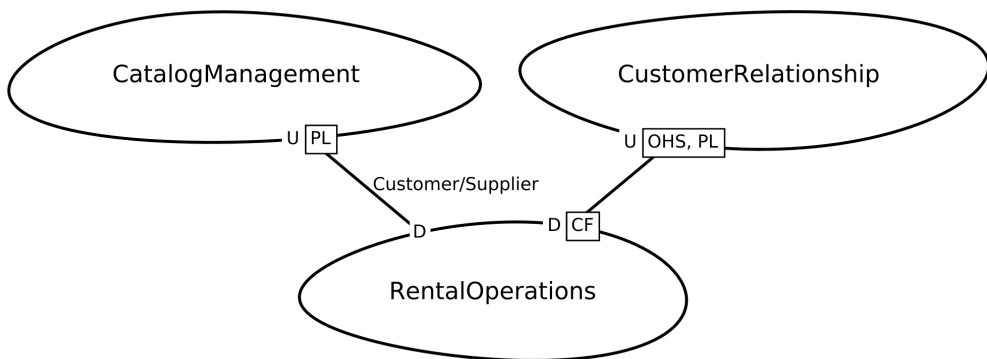 CatalogManagement
CustomerRelationship
U PL
U OHS, PL
Customer/Supplier
D
D CF
RentalOperations